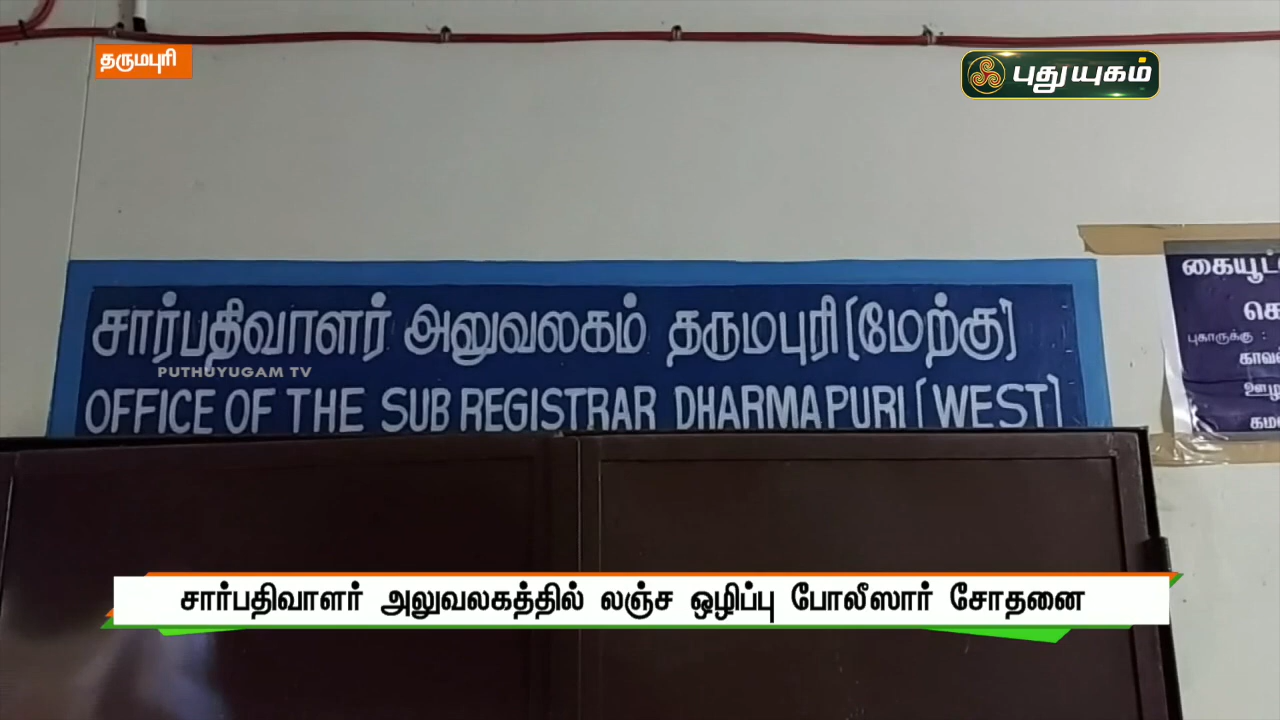 தருமபுரி
புதுயுகம்
சார்பதிவாளர் அலுவலகம் தருமபுரி (மேற்கு)
PUTHUYUGAM TV
OFFICE OF THE SUB REGISTRAR DHARMAPURI (WEST)
புகாருக்கு :
சார்பதிவாளர் அலுவலகத்தில் லஞ்ச ஒழிப்பு போலீஸார் சோதனை